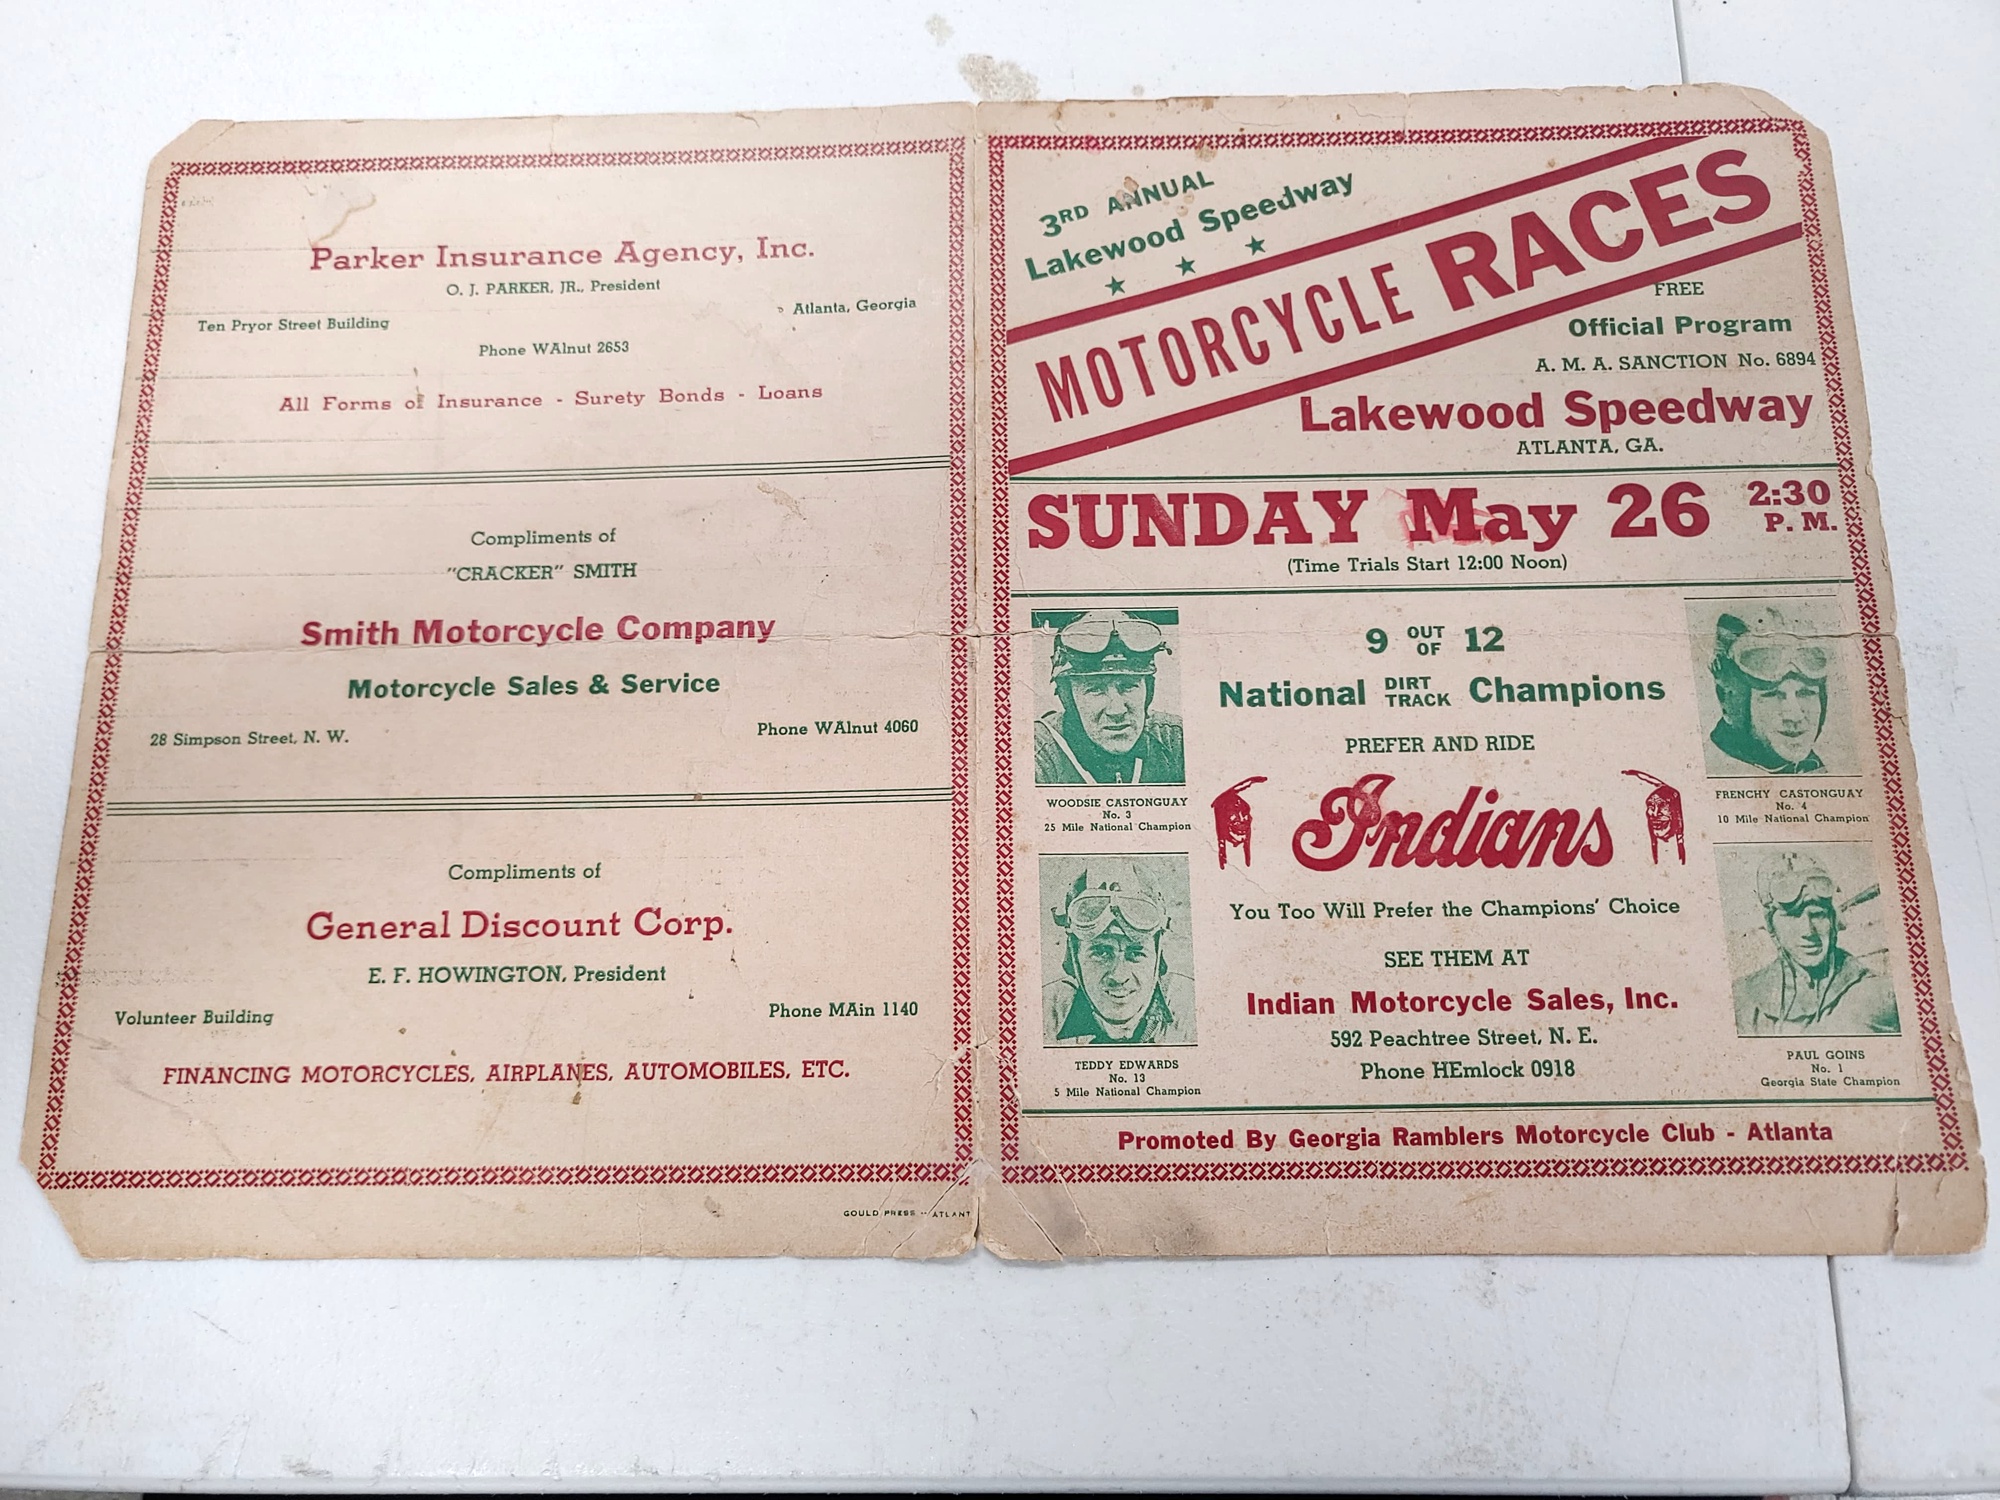 Parker Insurance Agency, Inc.
O. J. PARKER, JR., President
Ten Pryor Street Building
Atlanta, Georgia
Phone WAlnut 2653
All Forms of Insurance - Surety Bonds - Loans
Compliments of
"CRACKER" SMITH
Smith Motorcycle Company
Motorcycle Sales & Service
28 Simpson Street, N. W.
Phone WAlnut 4060
Compliments of
General Discount Corp.
E. F. HOWINGTON, President
Volunteer Building
Phone MAin 1140
FINANCING MOTORCYCLES, AIRPLANES, AUTOMOBILES, ETC.
GOULD PRESS -- ATLANT
3RD ANNUAL
Lakewood Speedway
MOTORCYCLE RACES
FREE
Official Program
A. M. A. SANCTION No. 6894
Lakewood Speedway
ATLANTA, GA.
SUNDAY May 26 2:30 P. M.
(Time Trials Start 12:00 Noon)
9 OUT OF 12
National DIRT TRACK Champions
PREFER AND RIDE
Indians
You Too Will Prefer the Champions' Choice
SEE THEM AT
Indian Motorcycle Sales, Inc.
592 Peachtree Street, N. E.
Phone HEmlock 0918
WOODSIE CASTONGUAY
No. 3
25 Mile National Champion
FRENCHY CASTONGUAY
No. 4
10 Mile National Champion
TEDDY EDWARDS
No. 13
5 Mile National Champion
PAUL GOINS
No. 1
Georgia State Champion
Promoted By Georgia Ramblers Motorcycle Club - Atlanta